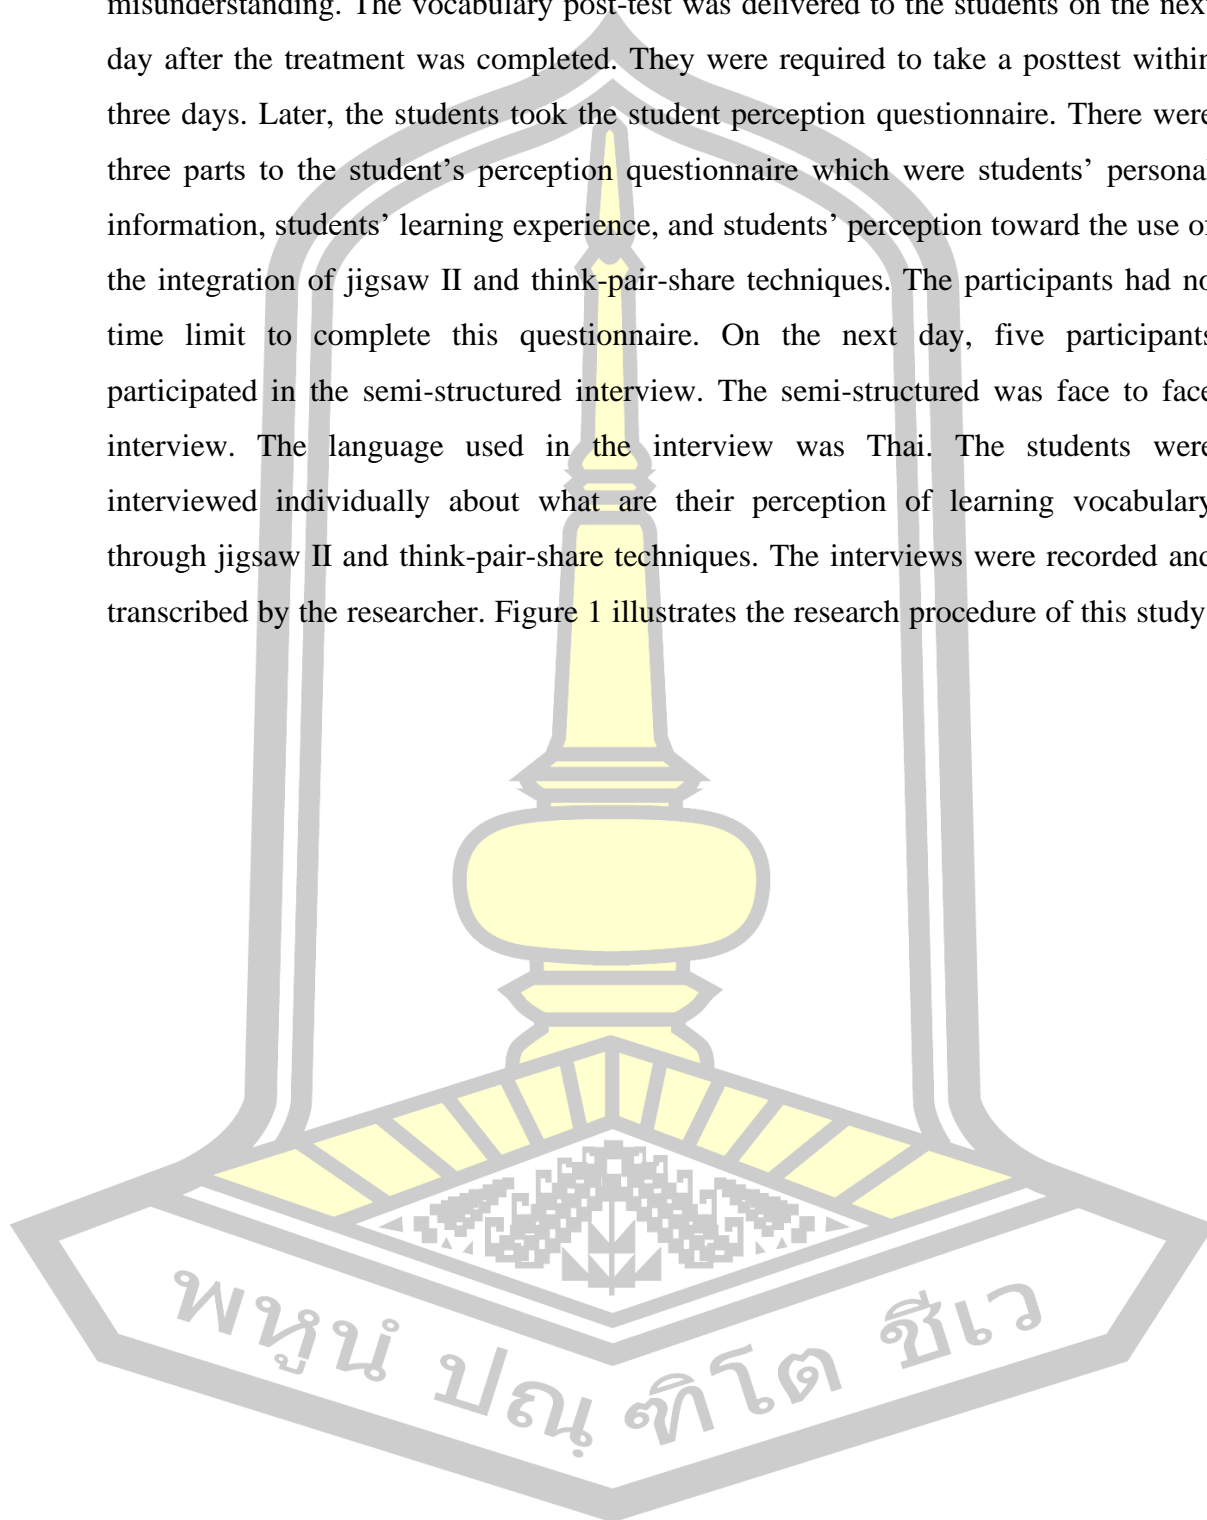 misunderstanding. The vocabulary post-test was delivered to the students on the next
day after the treatment was completed. They were required to take a posttest within
three days. Later, the students took the student perception questionnaire. There were
three parts to the student’s perception questionnaire which were students’ personal
information, students’ learning experience, and students’ perception toward the use of
the integration of jigsaw II and think-pair-share techniques. The participants had no
time limit to complete this questionnaire. On the next day, five participants
participated in the semi-structured interview. The semi-structured was face to face
interview. The language used in the interview was Thai. The students were
interviewed individually about what are their perception of learning vocabulary
through jigsaw II and think-pair-share techniques. The interviews were recorded and
transcribed by the researcher. Figure 1 illustrates the research procedure of this study
พหูนํ ปณฺ ฑิโต ชีเว